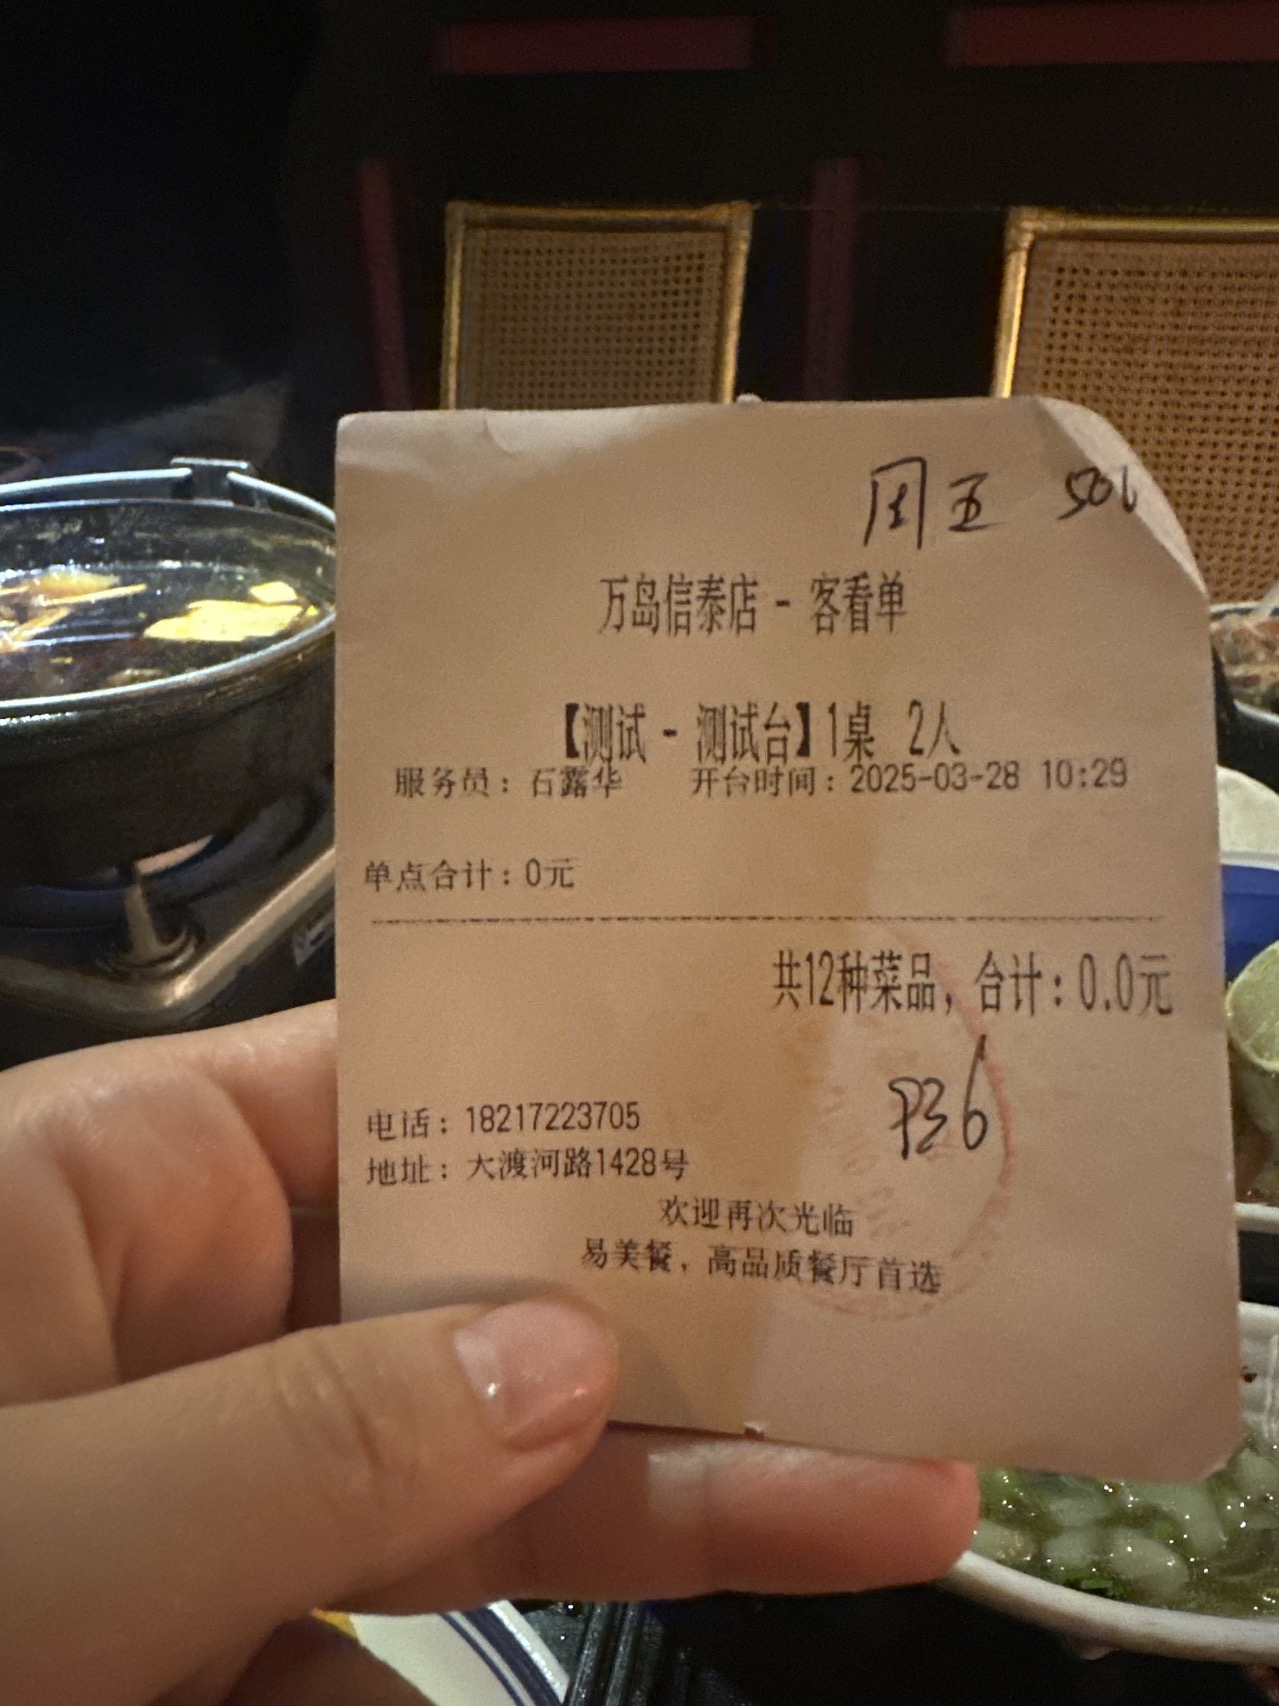 周五 506
万岛信泰店 - 客看单
【测试 - 测试台】1桌 2人
服务员：石露华 开台时间：2025-03-28 10:29
单点合计：0元
共12种菜品，合计：0.0元
936
电话：18217223705
地址：大渡河路1428号
欢迎再次光临
易美餐，高品质餐厅首选